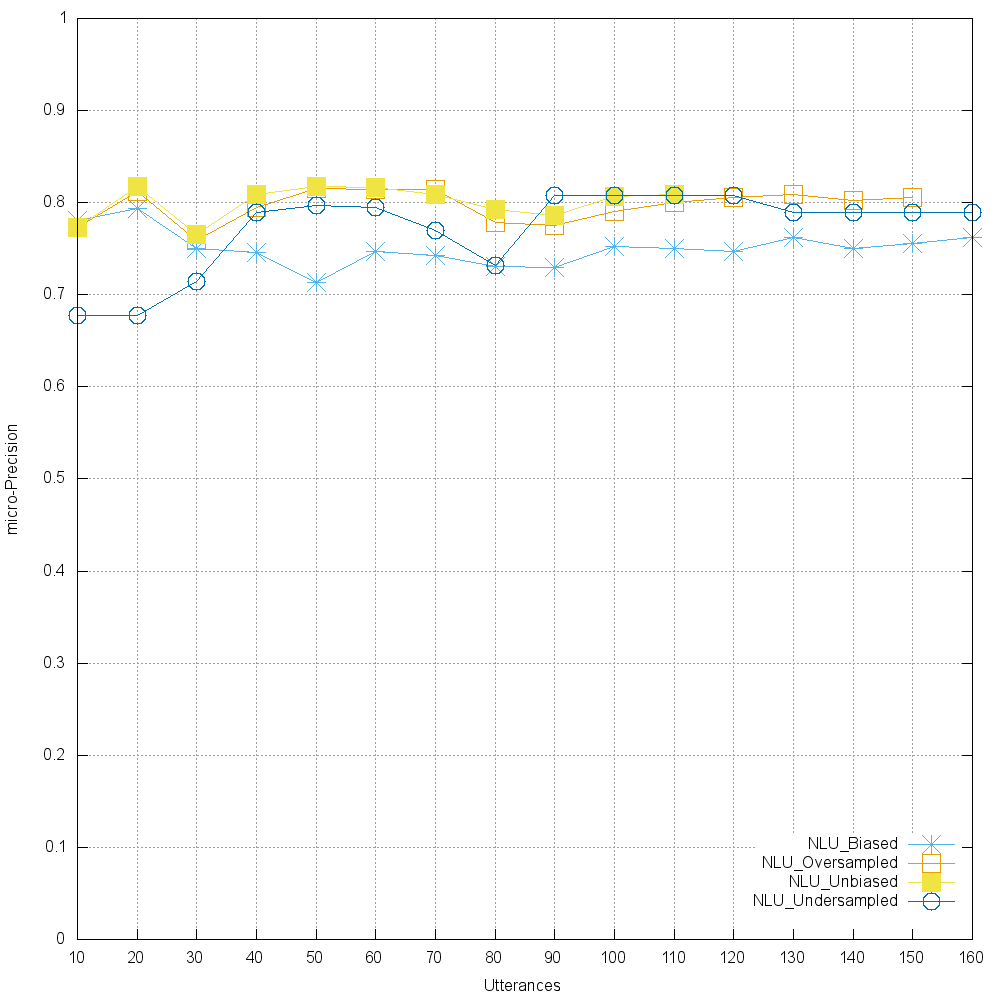 1
0.9
0.8
0.7
0.6
0.5
0.4
0.3
0.2
0.1
0
micro-Precision
NLU_Biased
NLU_Oversampled
NLU_Unbiased
NLU_Undersampled
10 20 30 40 50 60 70 80 90 100 110 120 130 140 150 160
Utterances